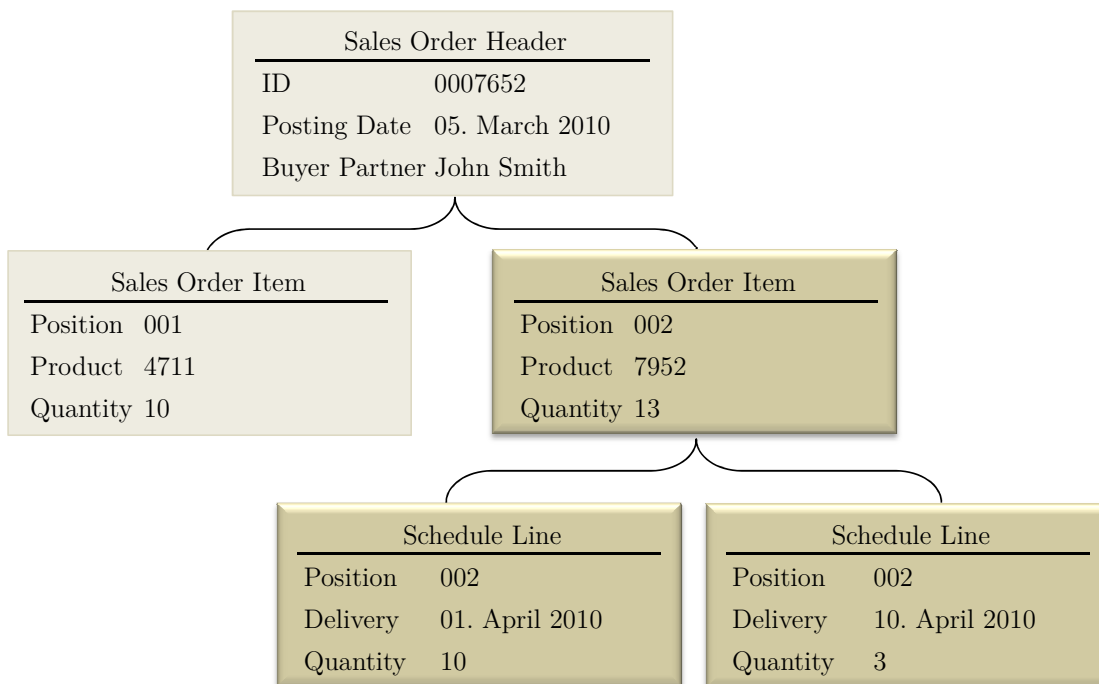 Sales Order Header
ID 0007652
Posting Date 05. March 2010
Buyer Partner John Smith
Sales Order Item
Position 001
Product 4711
Quantity 10
Sales Order Item
Position 002
Product 7952
Quantity 13
Schedule Line
Position 002
Delivery 01. April 2010
Quantity 10
Schedule Line
Position 002
Delivery 10. April 2010
Quantity 3